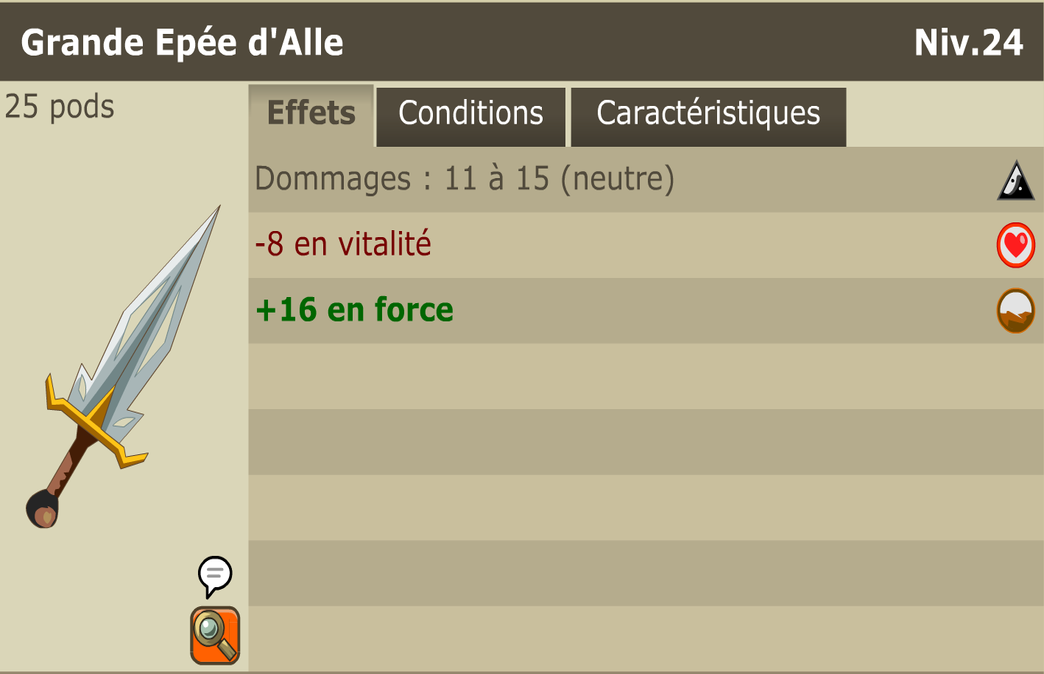 Grande Epée d'Alle
Niv.24
25 pods
Effets
Conditions
Caractéristiques
Dommages : 11 à 15 (neutre)
-8 en vitalité
+16 en force